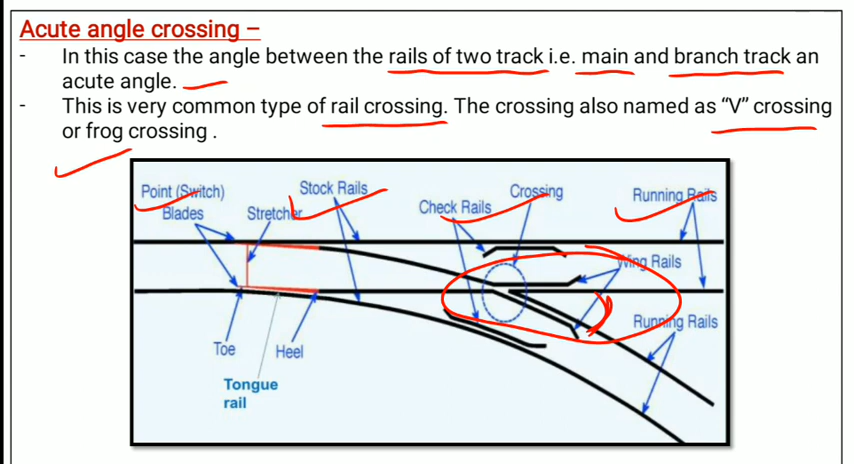 Acute angle crossing –
- In this case the angle between the rails of two track i.e. main and branch track an
acute angle.
- This is very common type of rail crossing. The crossing also named as “V” crossing
or frog crossing .
Point (Switch)
Blades
Stretcher
Stock Rails
Check Rails
Crossing
Running Rails
Wing Rails
Running Rails
Toe
Heel
Tongue
rail